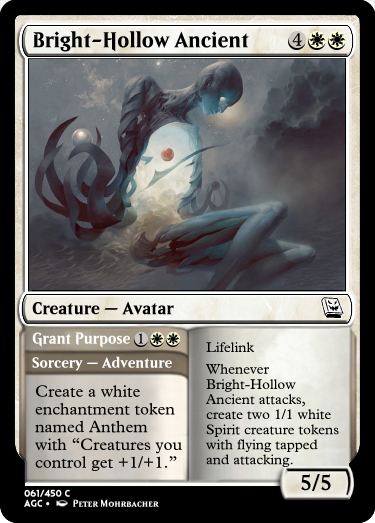 Bright-Hollow Ancient 4
Creature — Avatar
Grant Purpose 1
Sorcery — Adventure
Create a white
enchantment token
named Anthem
with “Creatures you
control get +1/+1.”
Lifelink
Whenever
Bright-Hollow
Ancient attacks,
create two 1/1 white
Spirit creature tokens
with flying tapped
and attacking.
5/5
061/450 C
AGC • Peter Mohrbacher